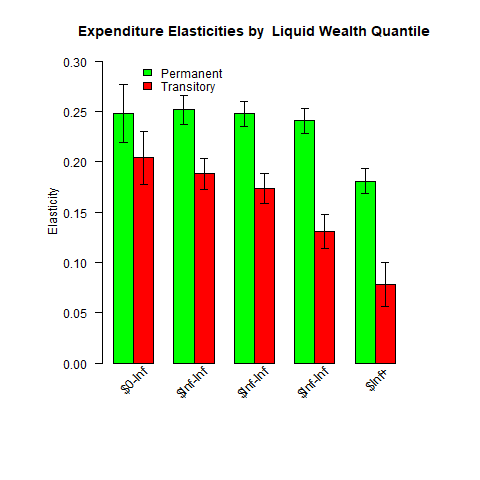 Expenditure Elasticities by  Liquid Wealth Quantile
Permanent
Transitory
Elasticity
0.30
0.25
0.20
0.15
0.10
0.05
0.00
$0-Inf
$Inf-Inf
$Inf-Inf
$Inf-Inf
$Inf+